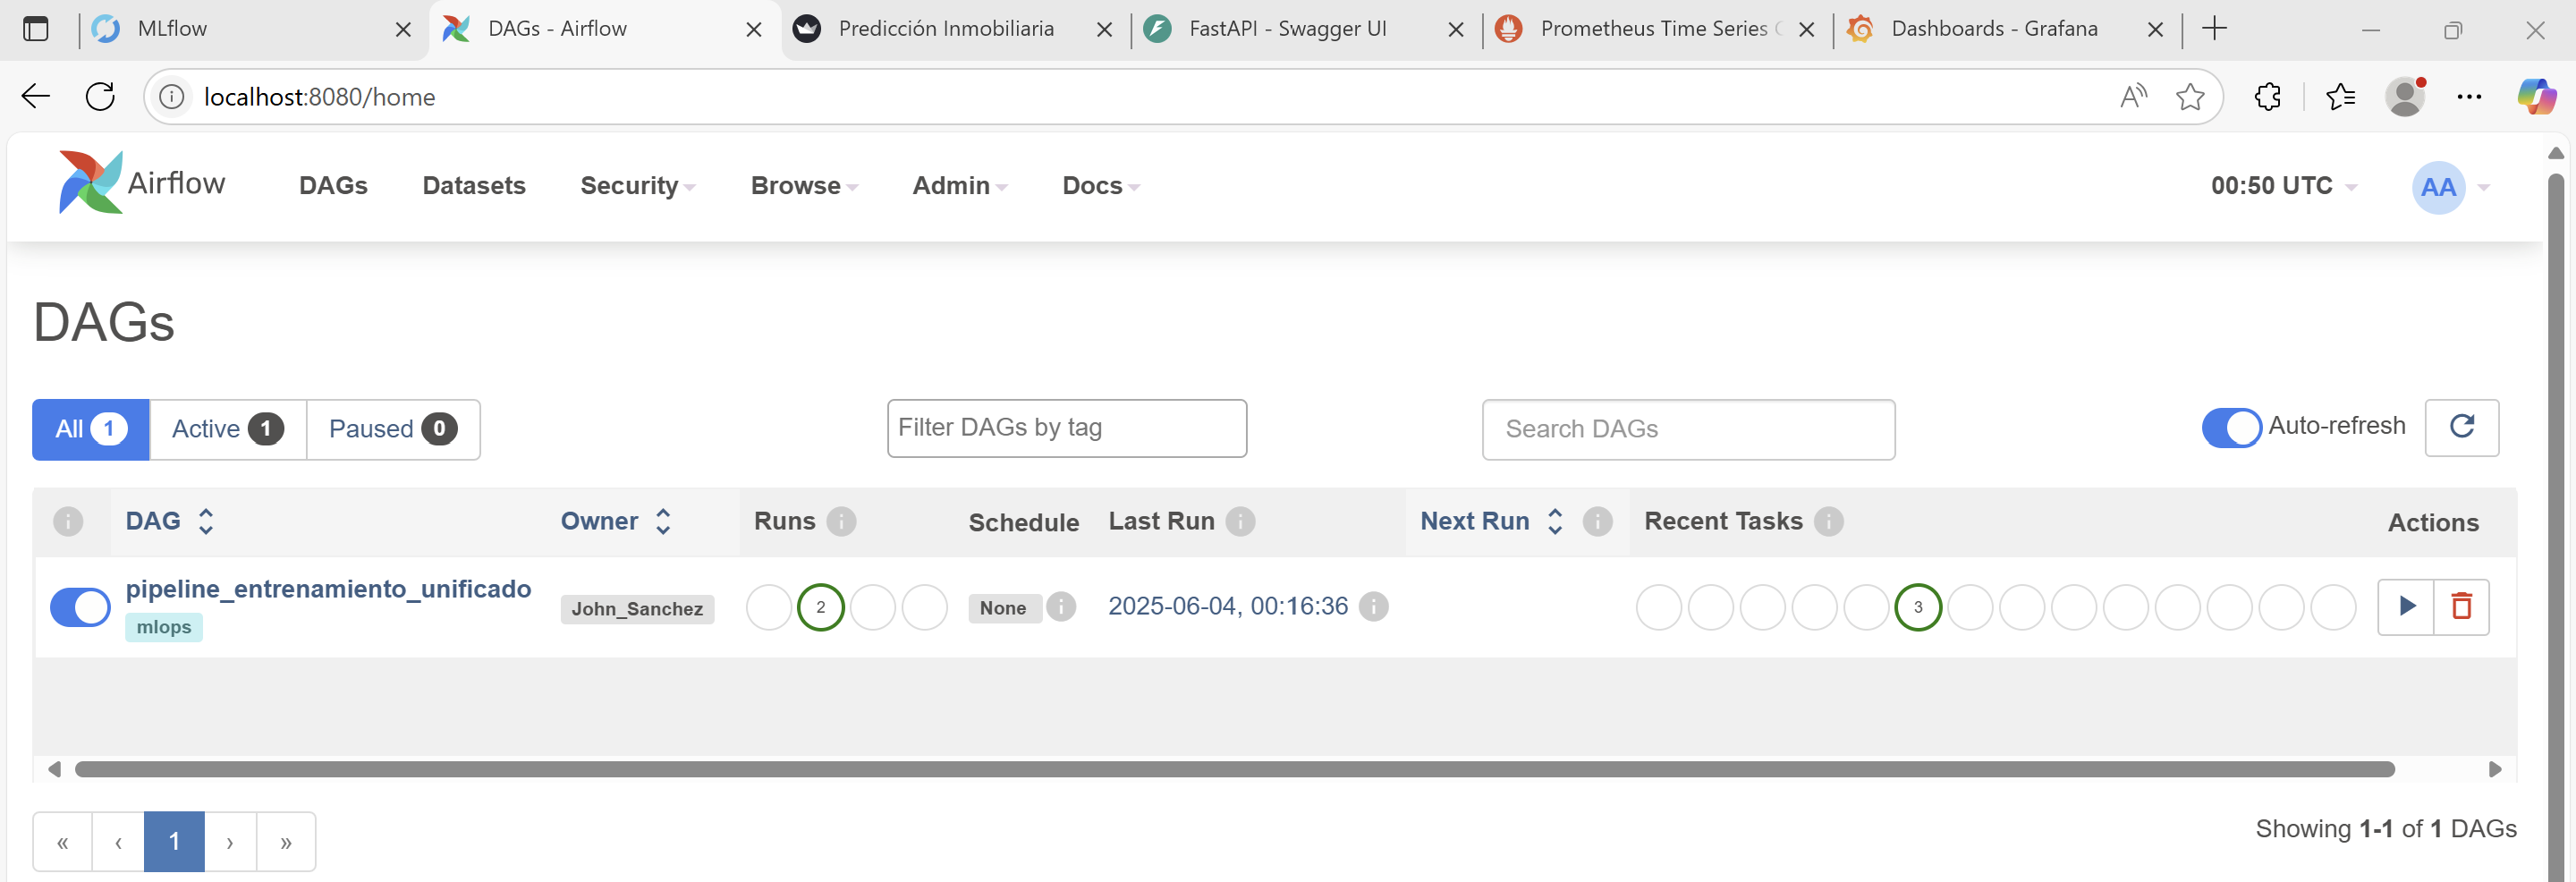 MLflow
DAGs - Airflow
Predicción Inmobiliaria
FastAPI - Swagger UI
Prometheus Time Series
Dashboards - Grafana
localhost:8080/home
Airflow
DAGs
Datasets
Security
Browse
Admin
Docs
00:50 UTC
AA
DAGs
All 1
Active 1
Paused 0
Filter DAGs by tag
Search DAGs
Auto-refresh
DAG
Owner
Runs
Schedule
Last Run
Next Run
Recent Tasks
Actions
pipeline_entrenamiento_unificado
mlops
John_Sanchez
2
None
2025-06-04, 00:16:36
3
« ‹ 1 › »
Showing 1-1 of 1 DAGs